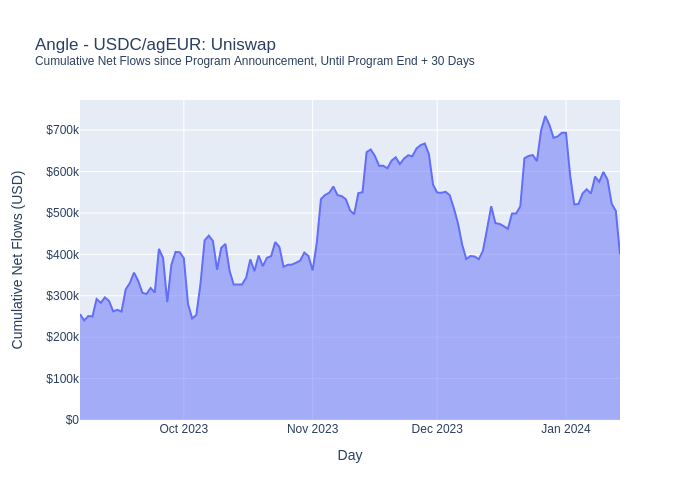 Angle - USDC/agEUR: Uniswap
Cumulative Net Flows since Program Announcement, Until Program End + 30 Days
Cumulative Net Flows (USD)
$700k
$600k
$500k
$400k
$300k
$200k
$100k
$0
Oct 2023
Nov 2023
Dec 2023
Jan 2024
Day